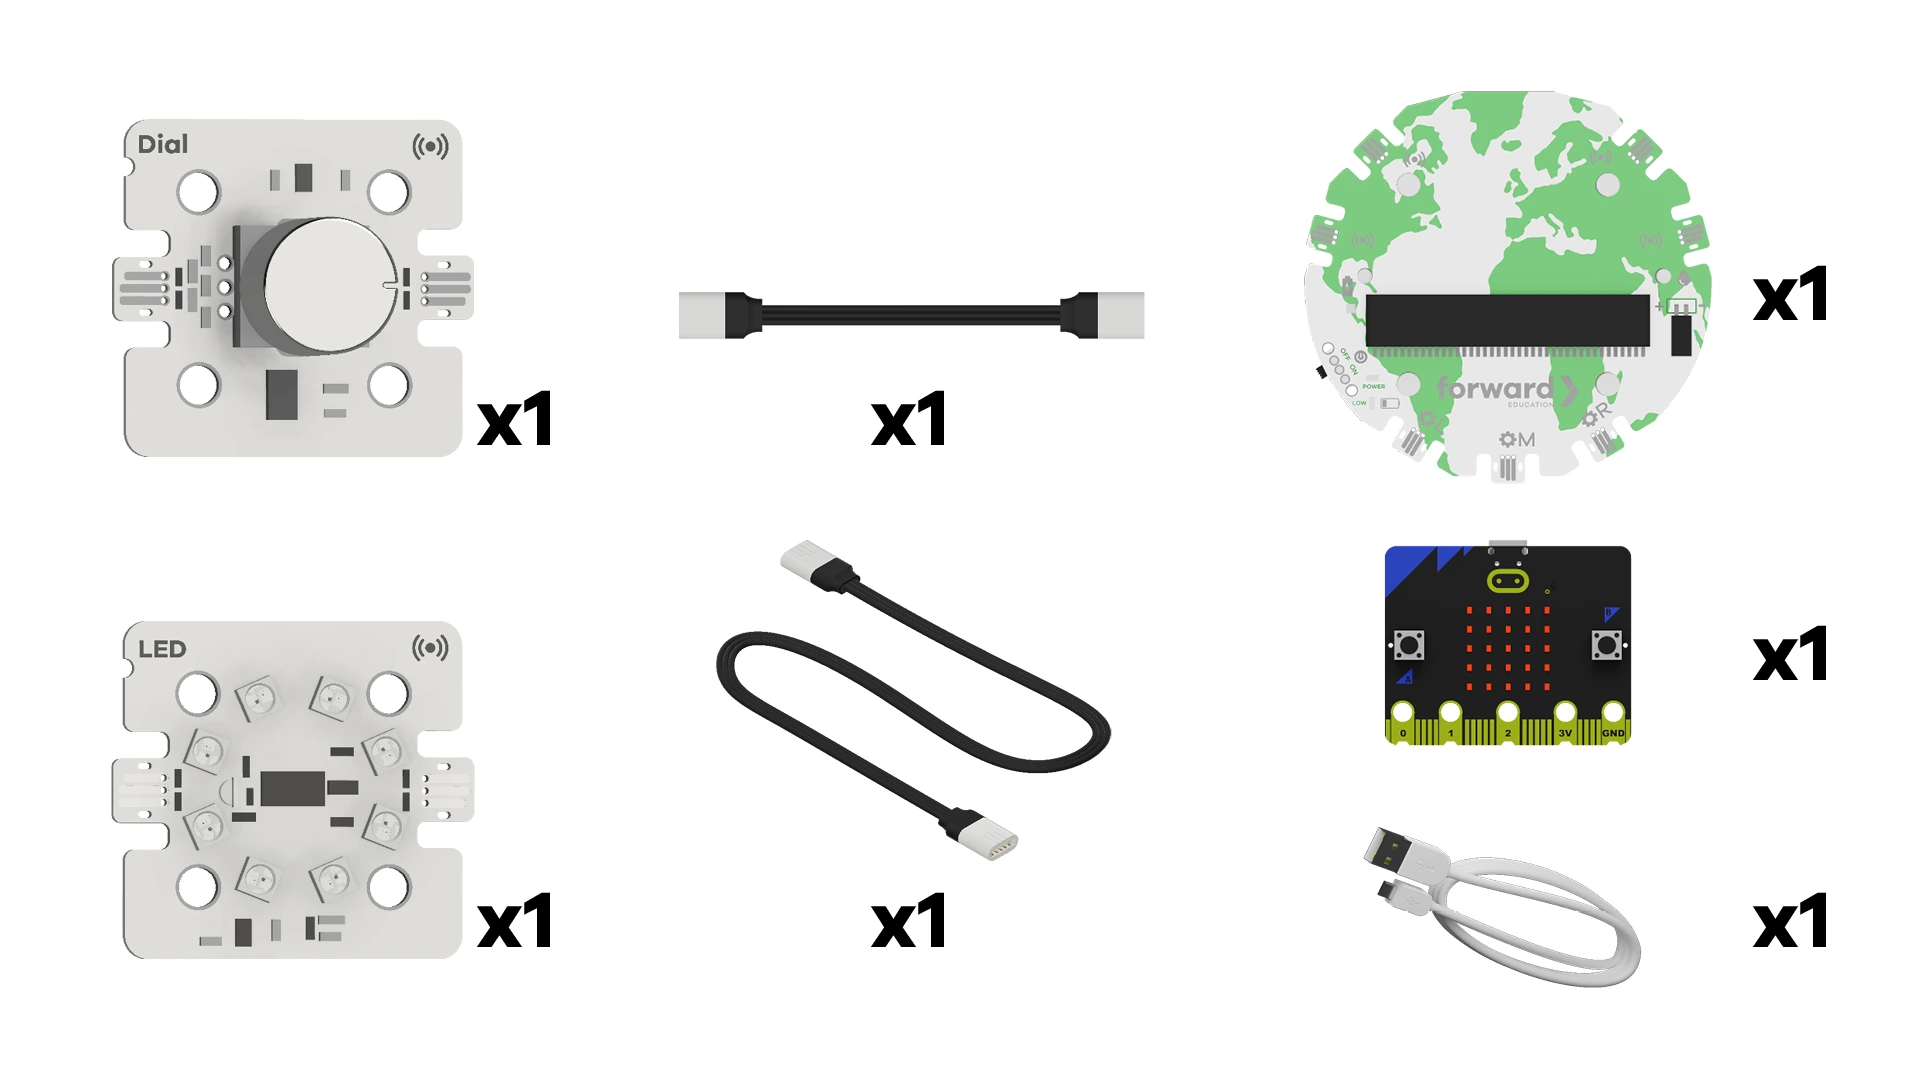 Dial
x1
x1
OFF
ON
POWER
LOW
forward
EDUCATION
R
M
x1
LED
x1
x1
B
A
0 1 2 3V GND
x1
x1